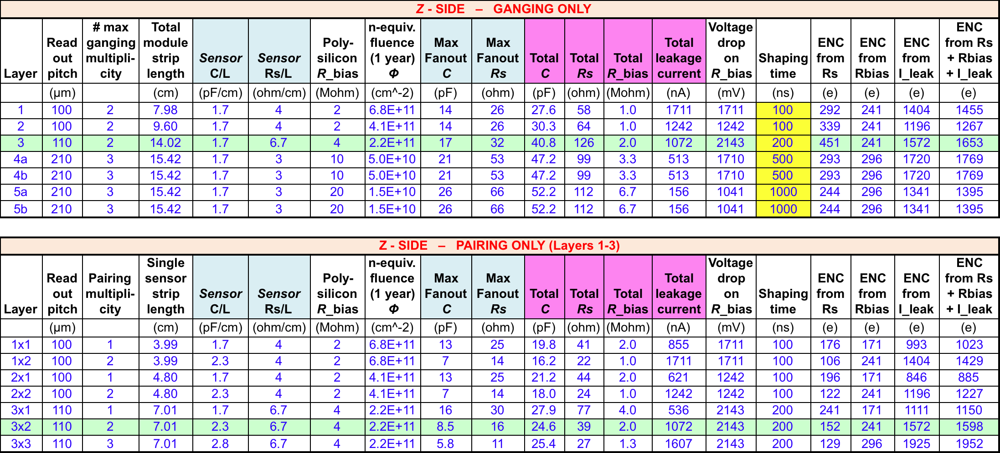 Z - SIDE – GANGING ONLY
Layer Read out pitch # max ganging multipli-city Total module strip length Sensor C/L Sensor Rs/L Poly-silicon R_bias n-equiv. fluence (1 year) Φ Max Fanout C Max Fanout Rs Total C Total Rs Total R_bias Total leakage current Voltage drop on R_bias Shaping time ENC from Rs ENC from Rbias ENC from I_leak ENC from Rs + Rbias + I_leak
(µm) (cm) (pF/cm) (ohm/cm) (Mohm) (cm^-2) (pF) (ohm) (pF) (ohm) (Mohm) (nA) (mV) (ns) (e) (e) (e) (e)
1 100 2 7.98 1.7 4 2 6.8E+11 14 26 27.6 58 1.0 1711 1711 100 292 241 1404 1455
2 100 2 9.60 1.7 4 2 4.1E+11 14 26 30.3 64 1.0 1242 1242 100 339 241 1196 1267
3 110 2 14.02 1.7 6.7 4 2.2E+11 17 32 40.8 126 2.0 1072 2143 200 451 241 1572 1653
4a 210 3 15.42 1.7 3 10 5.0E+10 21 53 47.2 99 3.3 513 1710 500 293 296 1720 1769
4b 210 3 15.42 1.7 3 10 5.0E+10 21 53 47.2 99 3.3 513 1710 500 293 296 1720 1769
5a 210 3 15.42 1.7 3 20 1.5E+10 26 66 52.2 112 6.7 156 1041 1000 244 296 1341 1395
5b 210 3 15.42 1.7 3 20 1.5E+10 26 66 52.2 112 6.7 156 1041 1000 244 296 1341 1395
Z - SIDE – PAIRING ONLY (Layers 1-3)
Layer Read out pitch Pairing multipli-city Single sensor strip length Sensor C/L Sensor Rs/L Poly-silicon R_bias n-equiv. fluence (1 year) Φ Max Fanout C Max Fanout Rs Total C Total Rs Total R_bias Total leakage current Voltage drop on R_bias Shaping time ENC from Rs ENC from Rbias ENC from I_leak ENC from Rs + Rbias + I_leak
(µm) (cm) (pF/cm) (ohm/cm) (Mohm) (cm^-2) (pF) (ohm) (pF) (ohm) (Mohm) (nA) (mV) (ns) (e) (e) (e) (e)
1x1 100 1 3.99 1.7 4 2 6.8E+11 13 25 19.8 41 2.0 855 1711 100 176 171 993 1023
1x2 100 2 3.99 2.3 4 2 6.8E+11 7 14 16.2 22 1.0 1711 1711 100 106 241 1404 1429
2x1 100 1 4.80 1.7 4 2 4.1E+11 13 25 21.2 44 2.0 621 1242 100 196 171 846 885
2x2 100 2 4.80 2.3 4 2 4.1E+11 7 14 18.0 24 1.0 1242 1242 100 122 241 1196 1227
3x1 110 1 7.01 1.7 6.7 4 2.2E+11 16 30 27.9 77 4.0 536 2143 200 241 171 1111 1150
3x2 110 2 7.01 2.3 6.7 4 2.2E+11 8.5 16 24.6 39 2.0 1072 2143 200 152 241 1572 1598
3x3 110 3 7.01 2.8 6.7 4 2.2E+11 5.8 11 25.4 27 1.3 1607 2143 200 129 296 1925 1952